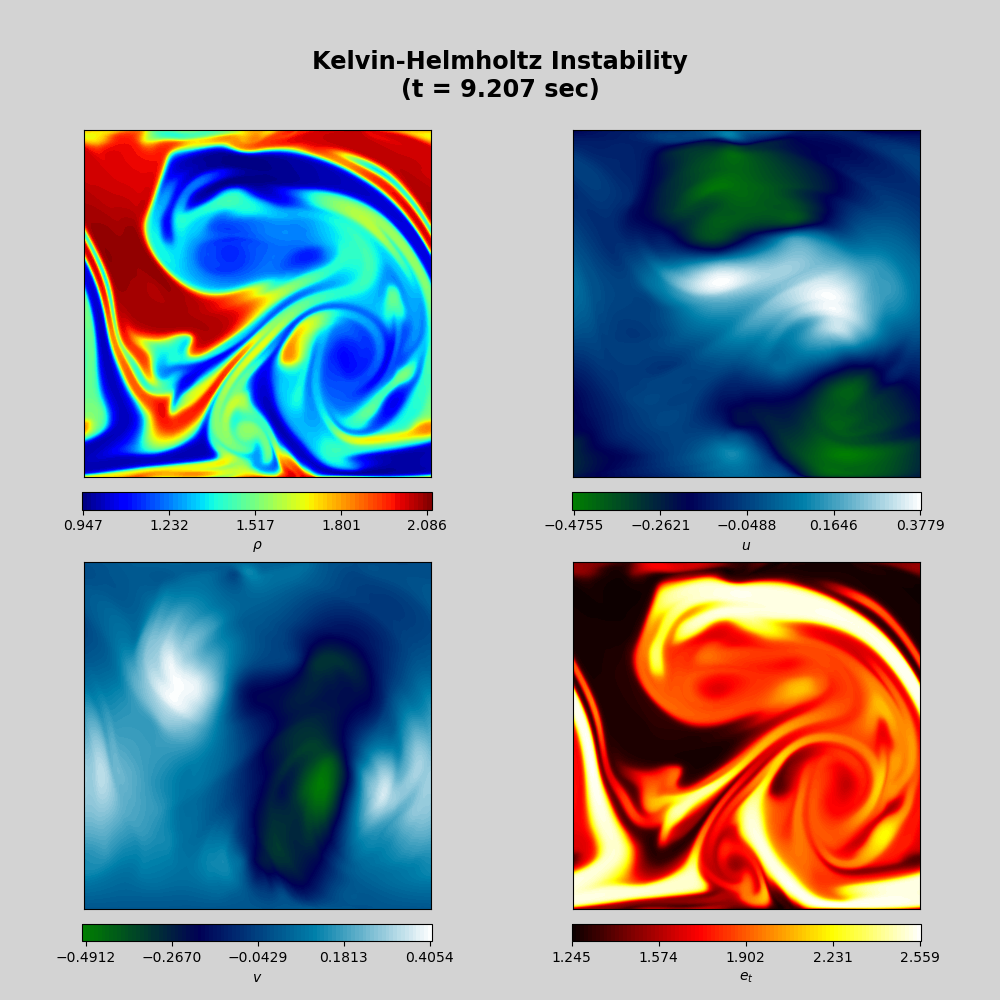 Kelvin-Helmholtz Instability
(t = 9.207 sec)
0.947 1.232 1.517 1.801 2.086
ρ
−0.4755 −0.2621 −0.0488 0.1646 0.3779
u
−0.4912 −0.2670 −0.0429 0.1813 0.4054
v
1.245 1.574 1.902 2.231 2.559
e_t